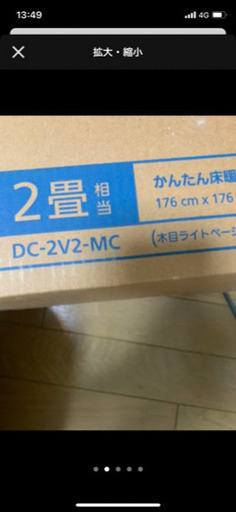 13:49
4G
拡大・縮小
2畳 相当
かんたん床暖
176 cm x 176
DC-2V2-MC
(木目ライトベージ